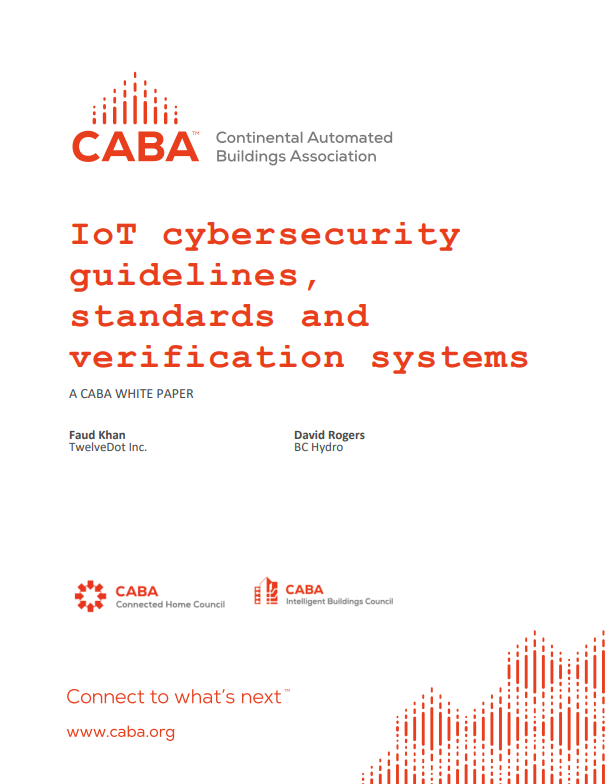 CABA™
Continental Automated
Buildings Association
IoT cybersecurity
guidelines,
standards and
verification systems
A CABA WHITE PAPER
Faud Khan
TwelveDot Inc.
David Rogers
BC Hydro
CABA
Connected Home Council
CABA
Intelligent Buildings Council
Connect to what's next™
www.caba.org